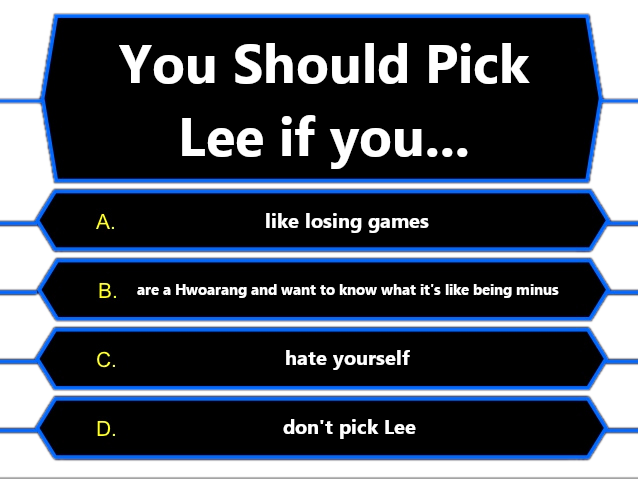 You Should Pick
Lee if you...
A. like losing games
B. are a Hwoarang and want to know what it's like being minus
C. hate yourself
D. don't pick Lee